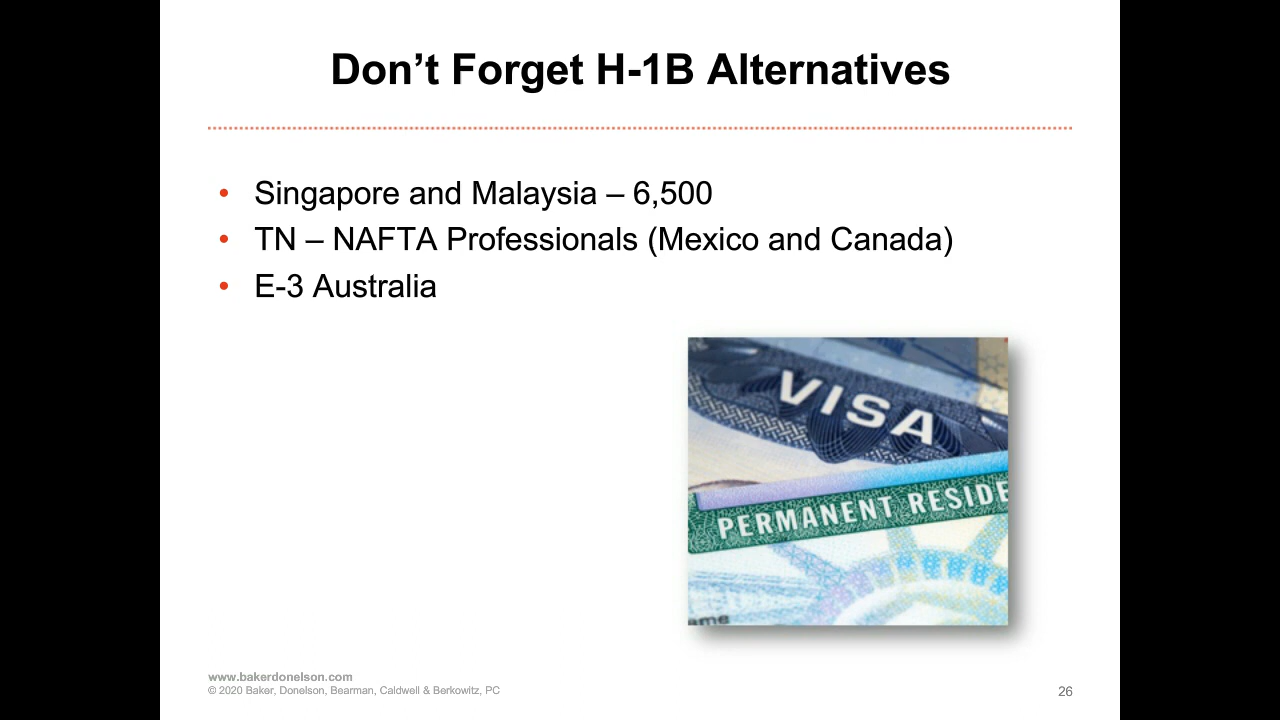 Don’t Forget H-1B Alternatives
• Singapore and Malaysia – 6,500
• TN – NAFTA Professionals (Mexico and Canada)
• E-3 Australia
VISA
PERMANENT RESIDE
ame
www.bakerdonelson.com
© 2020 Baker, Donelson, Bearman, Caldwell & Berkowitz, PC
26